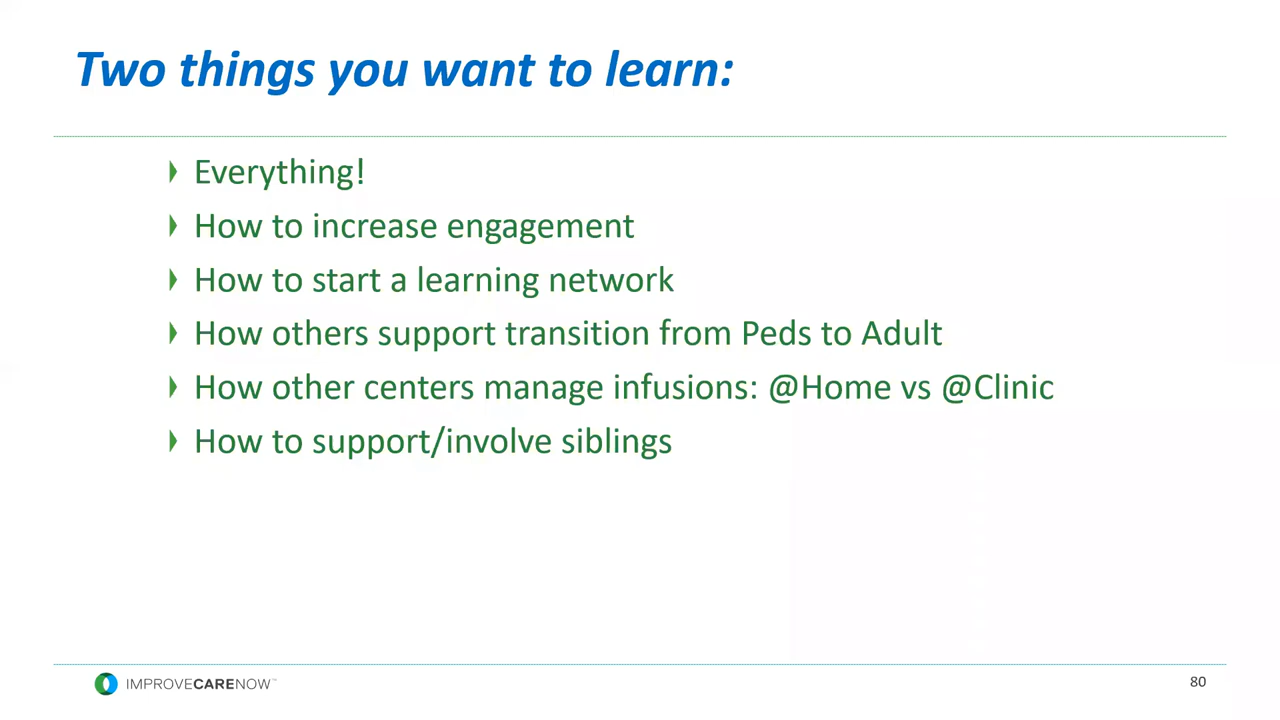 Two things you want to learn:
Everything!
How to increase engagement
How to start a learning network
How others support transition from Peds to Adult
How other centers manage infusions: @Home vs @Clinic
How to support/involve siblings
IMPROVECARENOW™
80